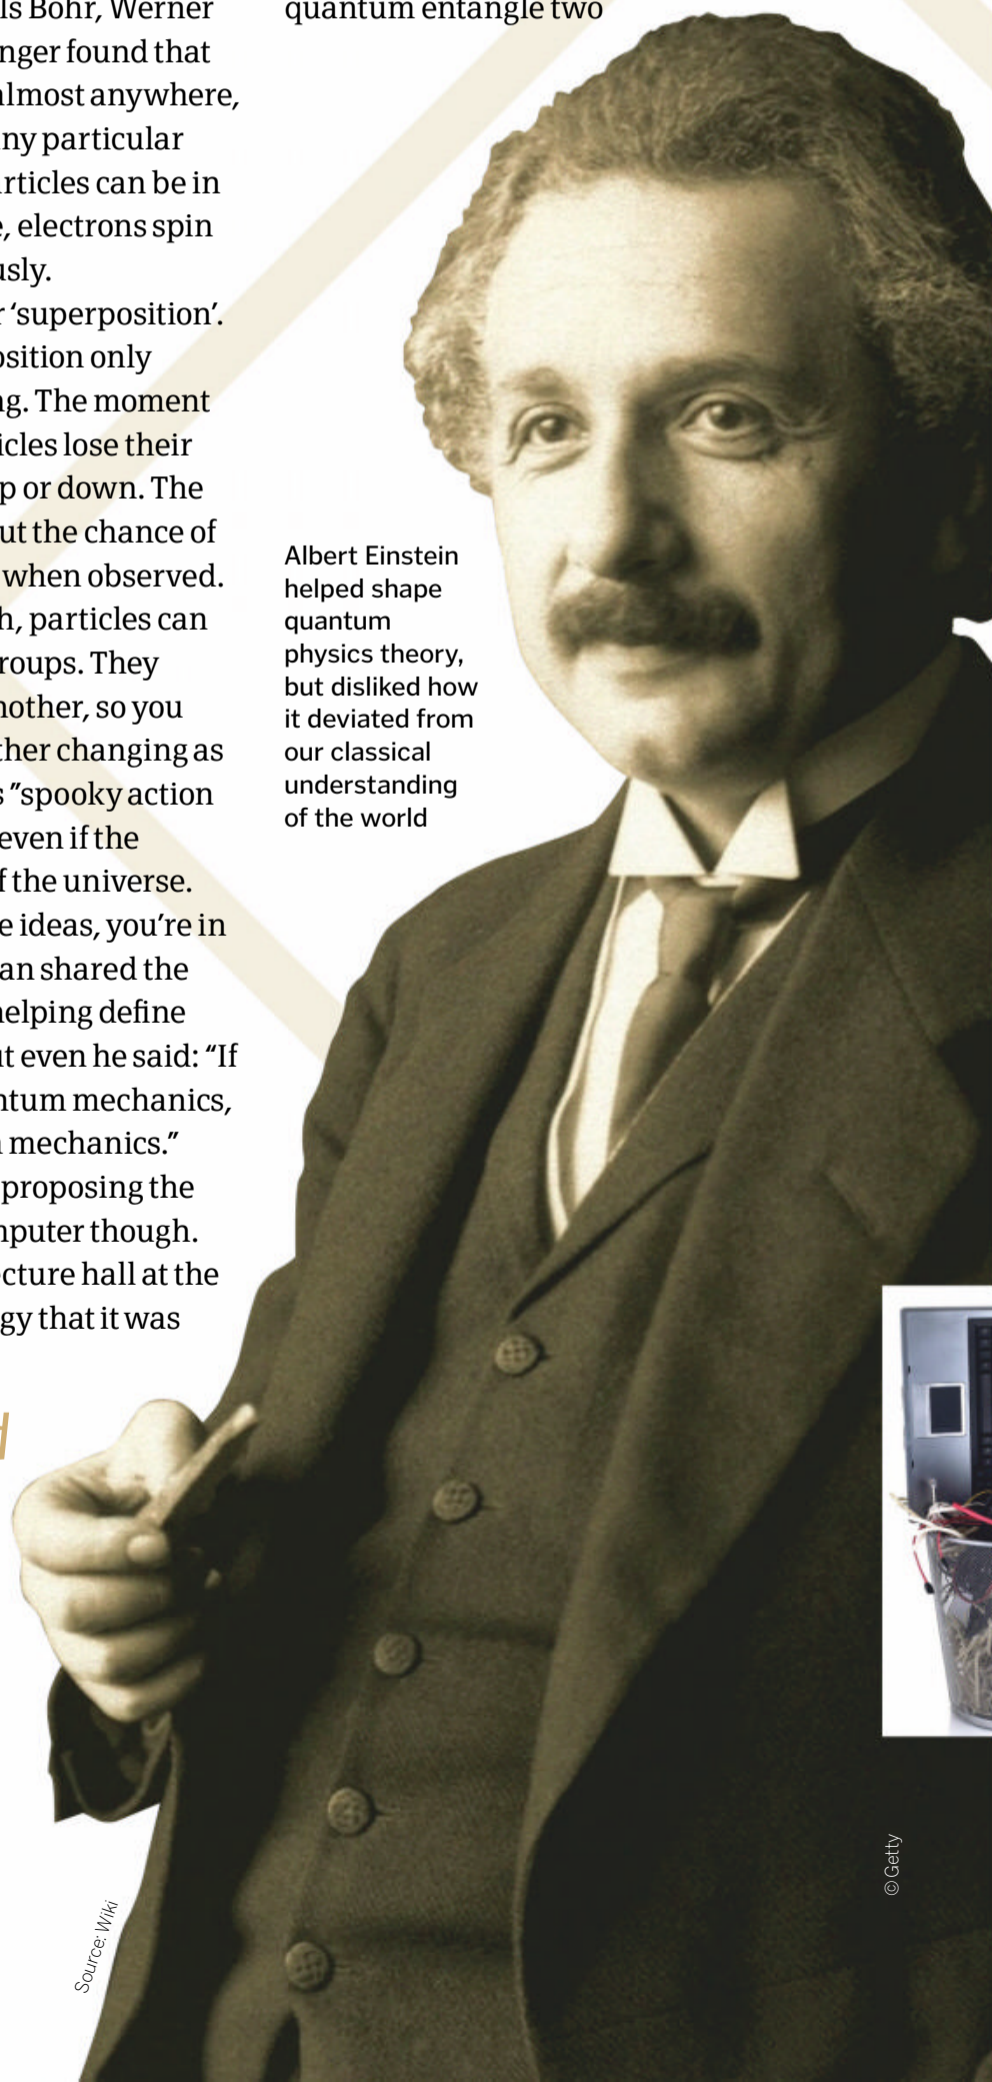 ls Bohr, Werner
nger found that
almost anywhere,
ny particular
rticles can be in
e, electrons spin
usly.
r ‘superposition’.
osition only
ng. The moment
icles lose their
p or down. The
ut the chance of
when observed.
h, particles can
roups. They
nother, so you
ther changing as
s "spooky action
even if the
f the universe.
e ideas, you’re in
an shared the
helping define
ut even he said: “If
ntum mechanics,
mechanics.”
proposing the
mputer though.
ecture hall at the
gy that it was
quantum entangle two
Albert Einstein
helped shape
quantum
physics theory,
but disliked how
it deviated from
our classical
understanding
of the world
Source: Wiki
© Getty